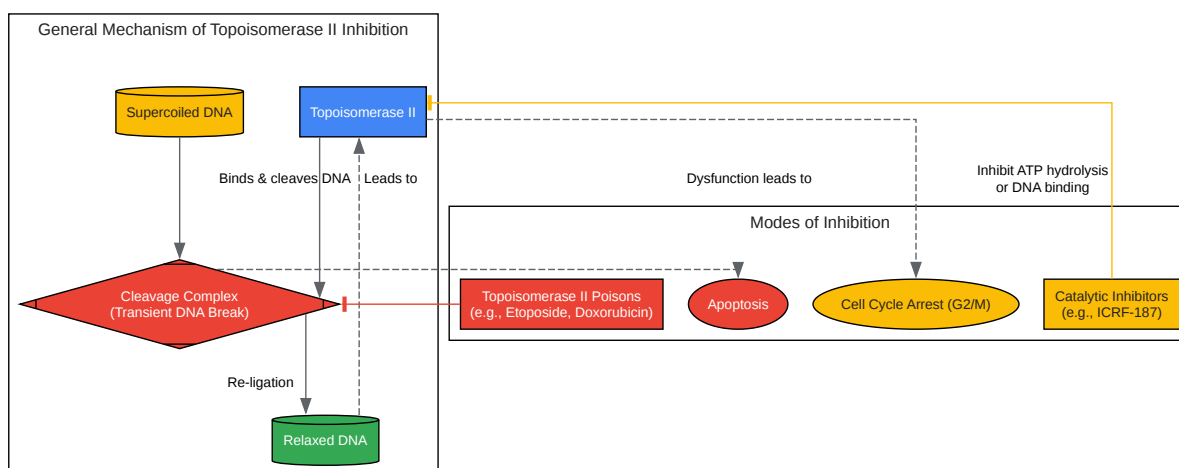 General Mechanism of Topoisomerase II Inhibition
Supercoiled DNA
Topoisomerase II
Binds & cleaves DNA
Leads to
Dysfunction leads to
Inhibit ATP hydrolysis
or DNA binding
Modes of Inhibition
Cleavage Complex
(Transient DNA Break)
Topoisomerase II Poisons
(e.g., Etoposide, Doxorubicin)
Apoptosis
Cell Cycle Arrest (G2/M)
Catalytic Inhibitors
(e.g., ICRF-187)
Re-ligation
Relaxed DNA